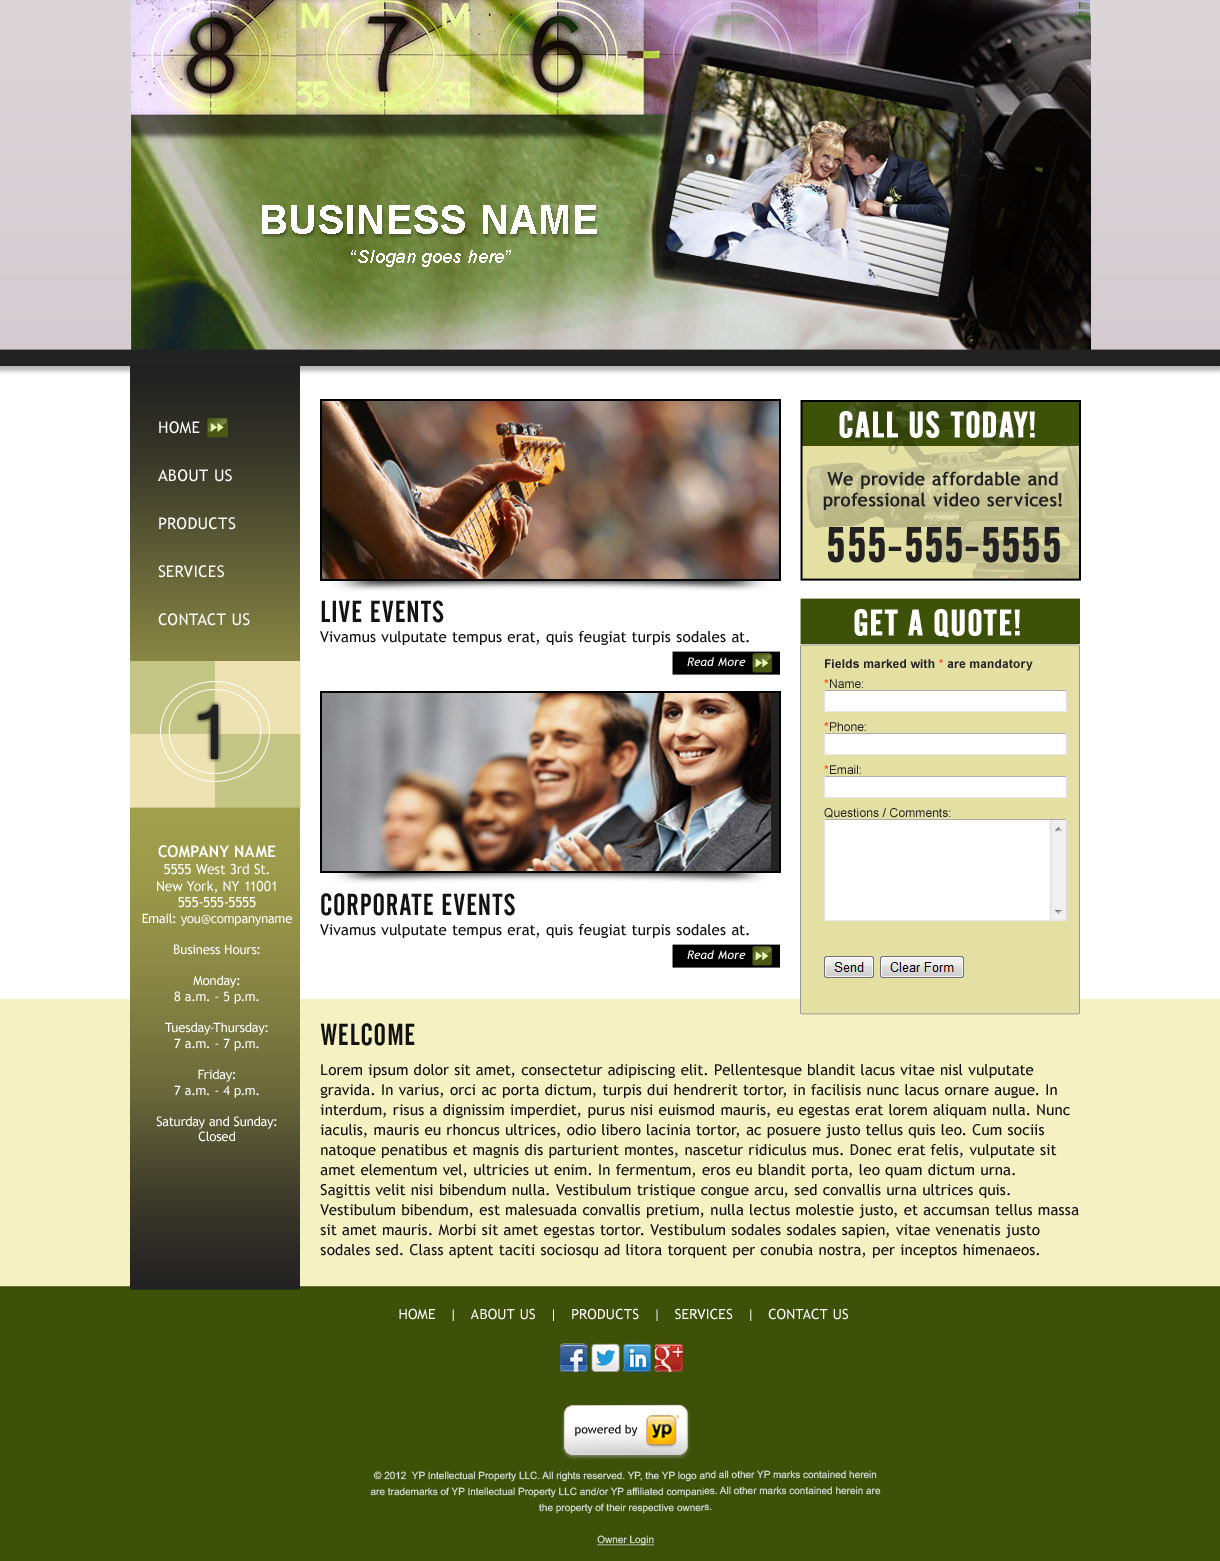 8 7 6
M M
35 35
BUSINESS NAME
“Slogan goes here”
HOME
ABOUT US
PRODUCTS
SERVICES
CONTACT US
1
COMPANY NAME
5555 West 3rd St.
New York, NY 11001
555-555-5555
Email: you@companyname
Business Hours:
Monday:
8 a.m. - 5 p.m.
Tuesday-Thursday:
7 a.m. - 7 p.m.
Friday:
7 a.m. - 4 p.m.
Saturday and Sunday:
Closed
LIVE EVENTS
Vivamus vulputate tempus erat, quis feugiat turpis sodales at.
Read More
CORPORATE EVENTS
Vivamus vulputate tempus erat, quis feugiat turpis sodales at.
Read More
CALL US TODAY!
We provide affordable and
professional video services!
555-555-5555
GET A QUOTE!
Fields marked with * are mandatory
*Name:
*Phone:
*Email:
Questions / Comments:
Send Clear Form
WELCOME
Lorem ipsum dolor sit amet, consectetur adipiscing elit. Pellentesque blandit lacus vitae nisl vulputate
gravida. In varius, orci ac porta dictum, turpis dui hendrerit tortor, in facilisis nunc lacus ornare augue. In
interdum, risus a dignissim imperdiet, purus nisi euismod mauris, eu egestas erat lorem aliquam nulla. Nunc
iaculis, mauris eu rhoncus ultrices, odio libero lacinia tortor, ac posuere justo tellus quis leo. Cum sociis
natoque penatibus et magnis dis parturient montes, nascetur ridiculus mus. Donec erat felis, vulputate sit
amet elementum vel, ultricies ut enim. In fermentum, eros eu blandit porta, leo quam dictum urna.
Sagittis velit nisi bibendum nulla. Vestibulum tristique congue arcu, sed convallis urna ultrices quis.
Vestibulum bibendum, est malesuada convallis pretium, nulla lectus molestie justo, et accumsan tellus massa
sit amet mauris. Morbi sit amet egestas tortor. Vestibulum sodales sodales sapien, vitae venenatis justo
sodales sed. Class aptent taciti sociosqu ad litora torquent per conubia nostra, per inceptos himenaeos.
HOME | ABOUT US | PRODUCTS | SERVICES | CONTACT US
f in g+
powered by yp
© 2012 YP Intellectual Property LLC. All rights reserved. YP, the YP logo and all other YP marks contained herein
are trademarks of YP Intellectual Property LLC and/or YP affiliated companies. All other marks contained herein are
the property of their respective owners.
Owner Login